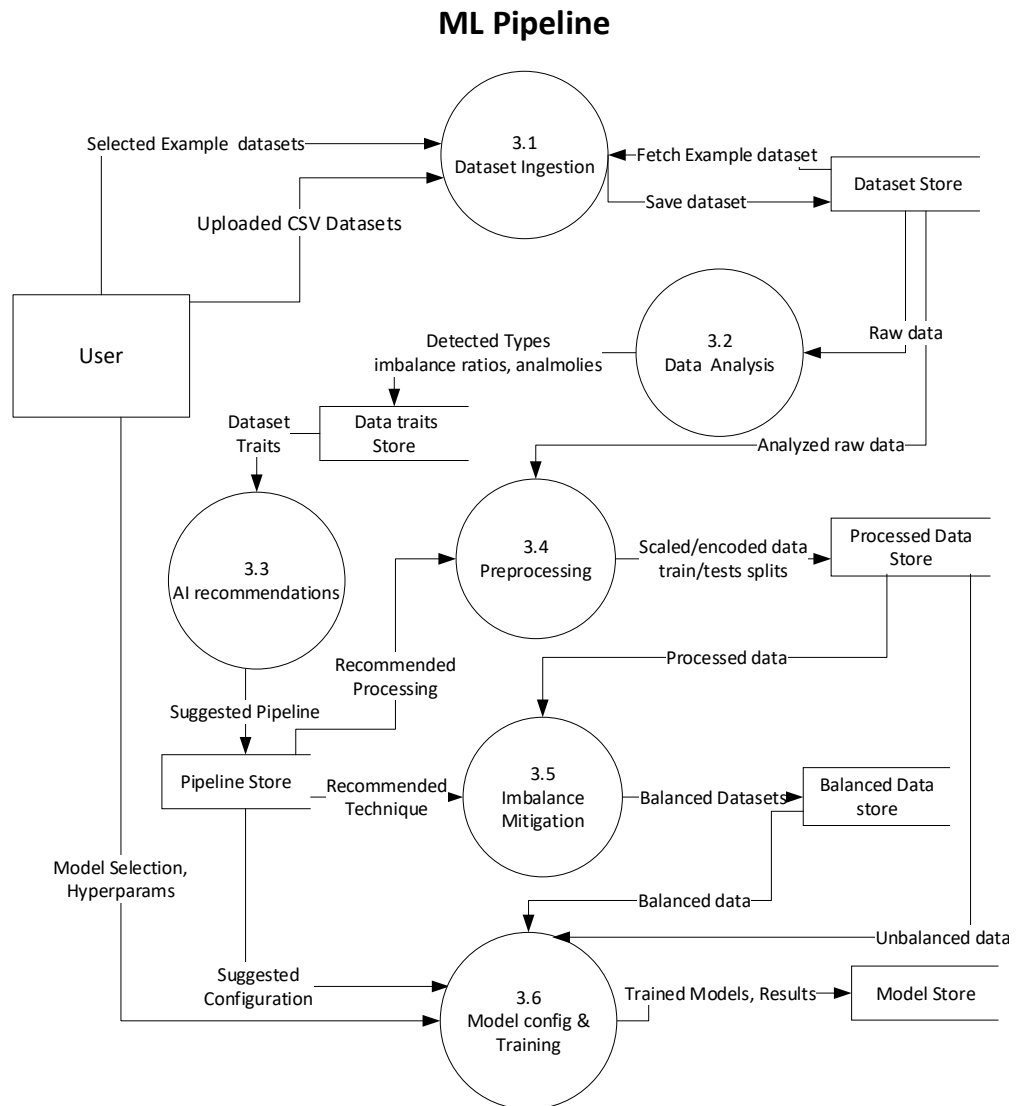 ML Pipeline
Selected Example datasets
3.1
Dataset Ingestion
Fetch Example dataset
Dataset Store
Save dataset
Uploaded CSV Datasets
User
3.2
Data Analysis
Raw data
Detected Types
imbalance ratios, analmolies
Data traits
Store
Dataset
Traits
Analyzed raw data
3.3
AI recommendations
3.4
Preprocessing
Scaled/encoded data
train/tests splits
Processed Data
Store
Recommended
Processing
Processed data
Suggested Pipeline
Pipeline Store
Recommended
Technique
3.5
Imbalance
Mitigation
Balanced Datasets
Balanced Data
store
Model Selection,
Hyperparams
Balanced data
Unbalanced data
Suggested
Configuration
3.6
Model config &
Training
Trained Models, Results
Model Store